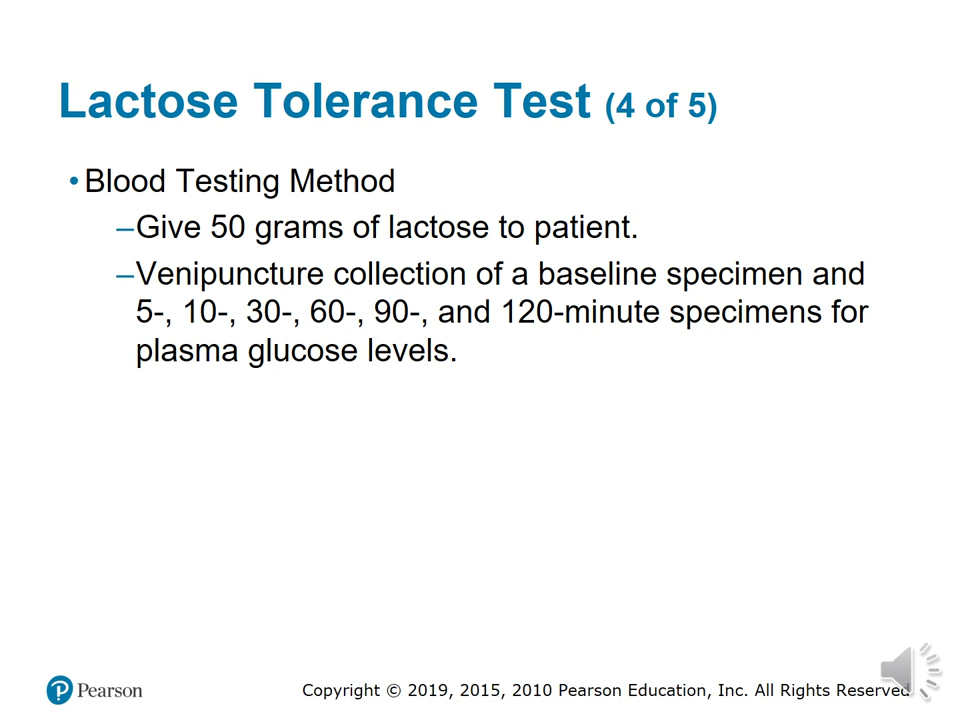 Lactose Tolerance Test (4 of 5)
• Blood Testing Method
–Give 50 grams of lactose to patient.
–Venipuncture collection of a baseline specimen and
5-, 10-, 30-, 60-, 90-, and 120-minute specimens for
plasma glucose levels.
P Pearson
Copyright © 2019, 2015, 2010 Pearson Education, Inc. All Rights Reserved